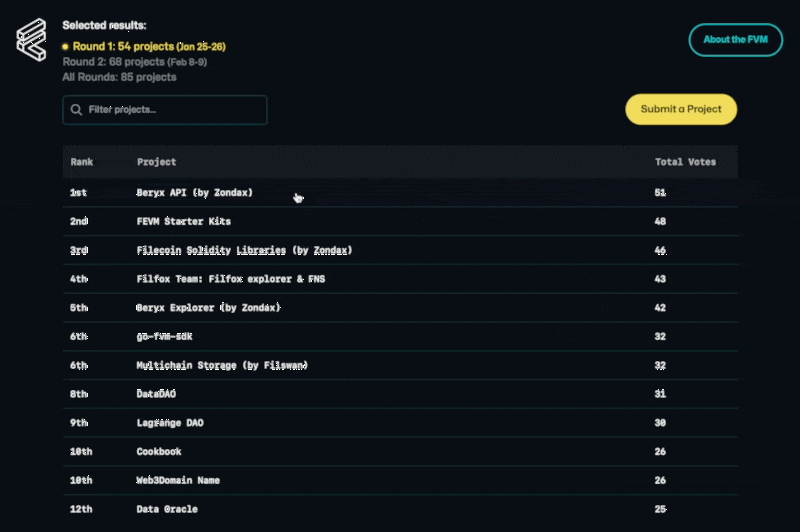 Selected results:
Round 1: 54 projects (Jan 25-26)
Round 2: 68 projects (Feb 8-9)
All Rounds: 85 projects
About the FVM
Filter projects…
Submit a Project
Rank Project Total Votes
1st Beryx API (by Zondax) 51
2nd FEVM Starter Kits 48
3rd Filecoin Solidity Libraries (by Zondax) 46
4th Filfox Team: Filfox explorer & FNS 43
5th Beryx Explorer (by Zondax) 42
6th go-fvm-sdk 32
6th Multichain Storage (by Filswan) 32
8th DataDAO 31
9th Lagrange DAO 30
10th Cookbook 26
10th Web3Domain Name 26
12th Data Oracle 25